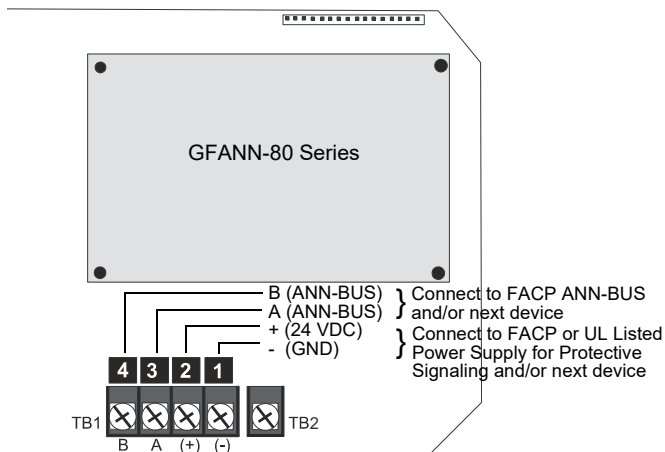 GFANN-80 Series
B (ANN-BUS)
A (ANN-BUS)
+ (24 VDC)
- (GND)
} Connect to FACP ANN-BUS
and/or next device
} Connect to FACP or UL Listed
Power Supply for Protective
Signaling and/or next device
4 3 2 1
TB1
TB2
B A (+) (-)